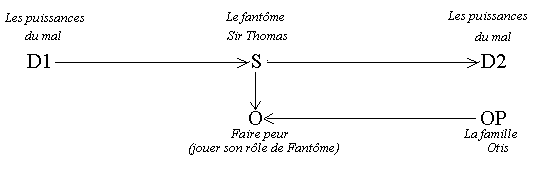 Les puissances
du mal
Le fantôme
Sir Thomas
Les puissances
du mal
D1
S
D2
O
OP
Faire peur
(jouer son rôle de Fantôme)
La famille
Otis